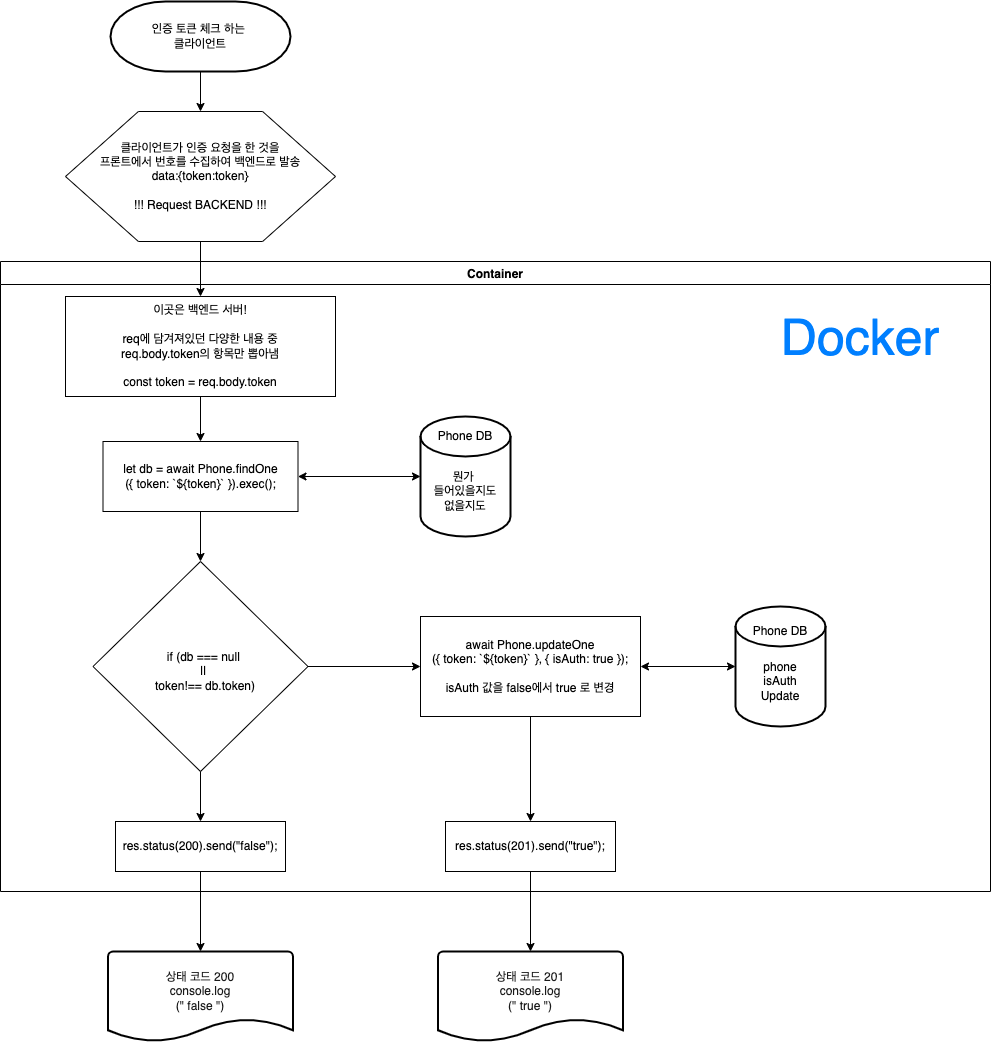 인증 토큰 체크 하는
클라이언트
클라이언트가 인증 요청을 한 것을
프론트에서 번호를 수집하여 백엔드로 발송
data:{token:token}
!!! Request BACKEND !!!
Container
이곳은 백엔드 서버!
req에 담겨져있던 다양한 내용 중
req.body.token의 항목만 뽑아냄
const token = req.body.token
Docker
let db = await Phone.findOne
({ token: `${token}` }).exec();
Phone DB
뭔가
들어있을지도
없을지도
if (db === null
||
token!== db.token)
await Phone.updateOne
({ token: `${token}` }, { isAuth: true });
isAuth 값을 false에서 true 로 변경
Phone DB
phone
isAuth
Update
res.status(200).send("false");
res.status(201).send("true");
상태 코드 200
console.log
(" false ")
상태 코드 201
console.log
(" true ")